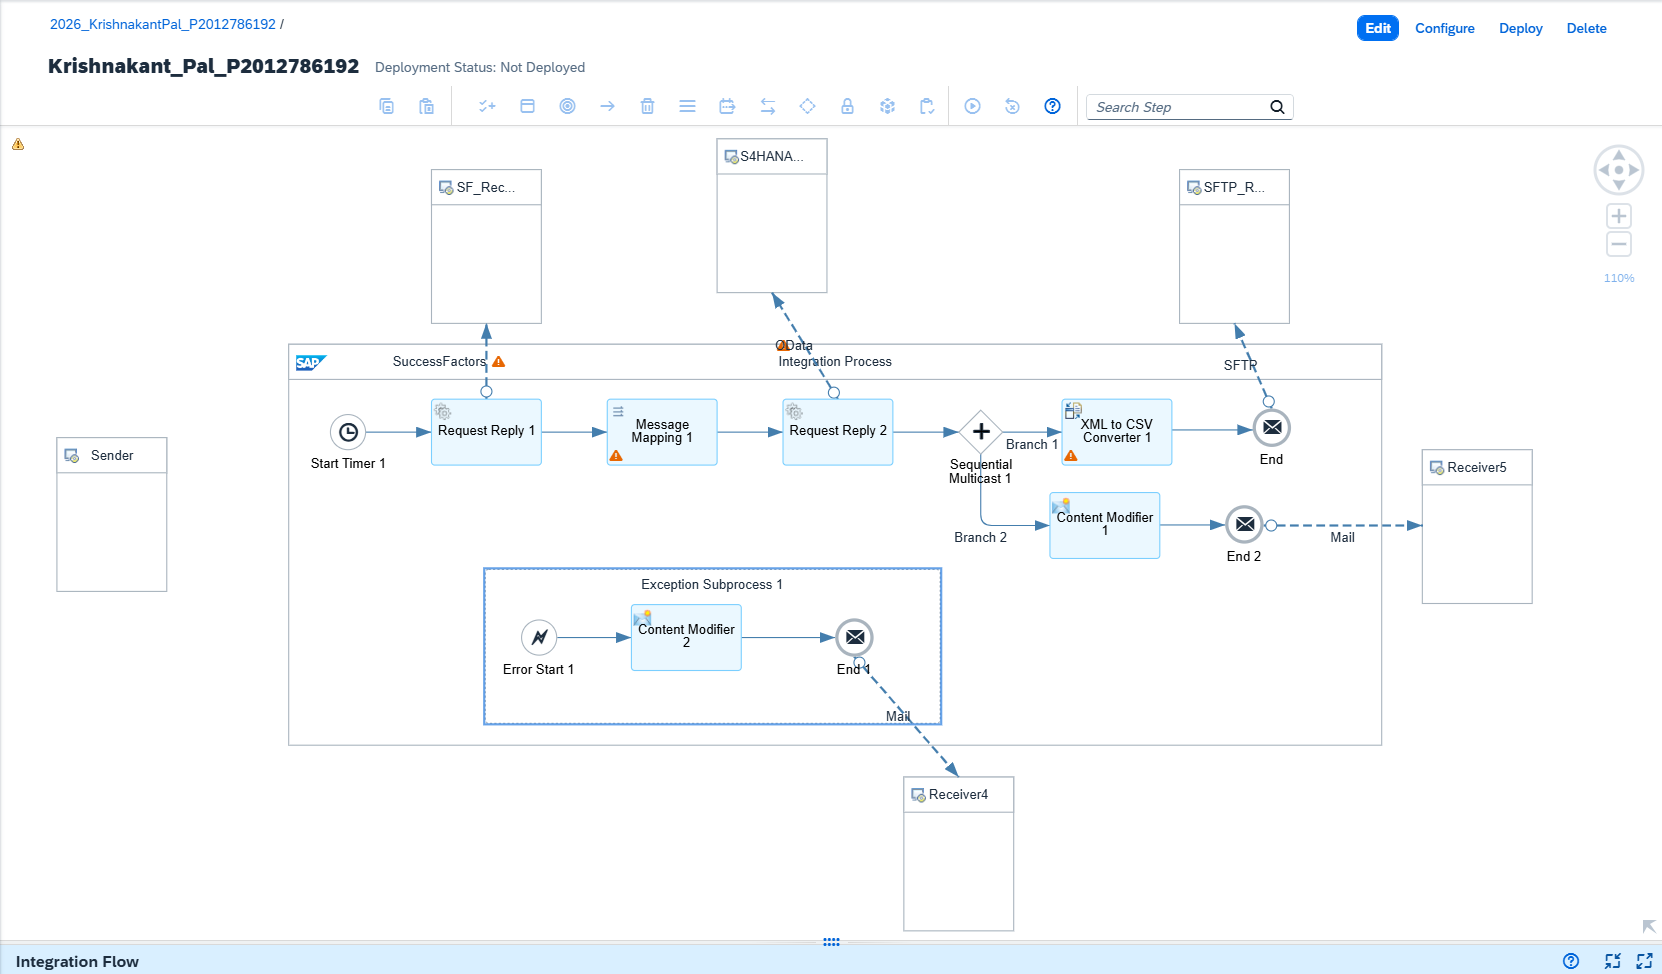 2026_KrishnakantPal_P2012786192 /
Edit
Configure
Deploy
Delete
Krishnakant_Pal_P2012786192
Deployment Status: Not Deployed
Search Step
S4HANA...
SF_Rec...
SFTP_R...
110%
SAP
SuccessFactors
OData
Integration Process
SFTP
Request Reply 1
Message
Mapping 1
Request Reply 2
XML to CSV
Converter 1
Branch 1
Start Timer 1
Sequential
Multicast 1
End
Sender
Receiver5
Content Modifier
1
Branch 2
End 2
Mail
Exception Subprocess 1
Content Modifier
2
Error Start 1
End 1
Mail
Receiver4
Integration Flow